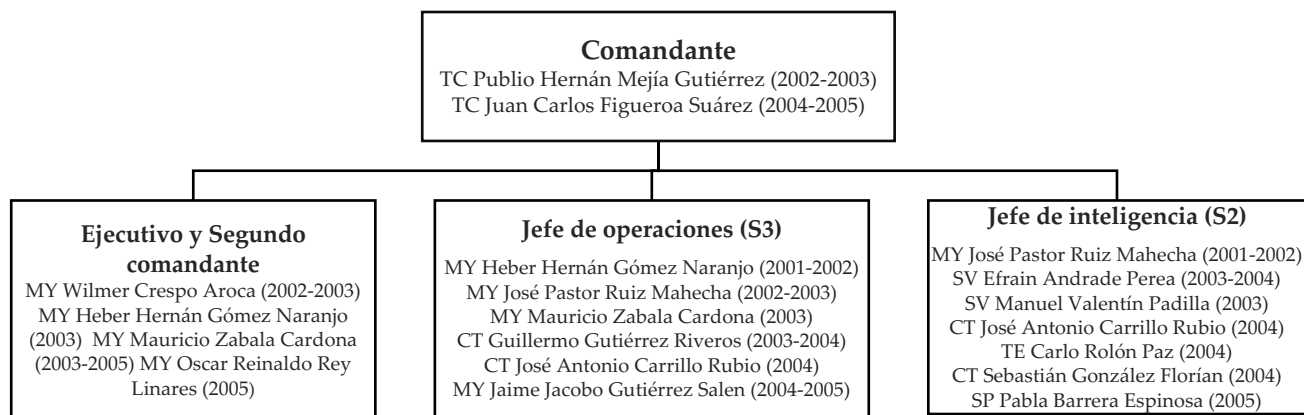 Comandante
TC Publio Hernán Mejía Gutiérrez (2002-2003)
TC Juan Carlos Figueroa Suárez (2004-2005)
Ejecutivo y Segundo
comandante
MY Wilmer Crespo Aroca (2002-2003)
MY Heber Hernán Gómez Naranjo
(2003) MY Mauricio Zabala Cardona
(2003-2005) MY Oscar Reinaldo Rey
Linares (2005)
Jefe de operaciones (S3)
MY Heber Hernán Gómez Naranjo (2001-2002)
MY José Pastor Ruiz Mahecha (2002-2003)
MY Mauricio Zabala Cardona (2003)
CT Guillermo Gutiérrez Riveros (2003-2004)
CT José Antonio Carrillo Rubio (2004)
MY Jaime Jacobo Gutiérrez Salen (2004-2005)
Jefe de inteligencia (S2)
MY José Pastor Ruiz Mahecha (2001-2002)
SV Efrain Andrade Perea (2003-2004)
SV Manuel Valentín Padilla (2003)
CT José Antonio Carrillo Rubio (2004)
TE Carlo Rolón Paz (2004)
CT Sebastián González Florían (2004)
SP Pabla Barrera Espinosa (2005)